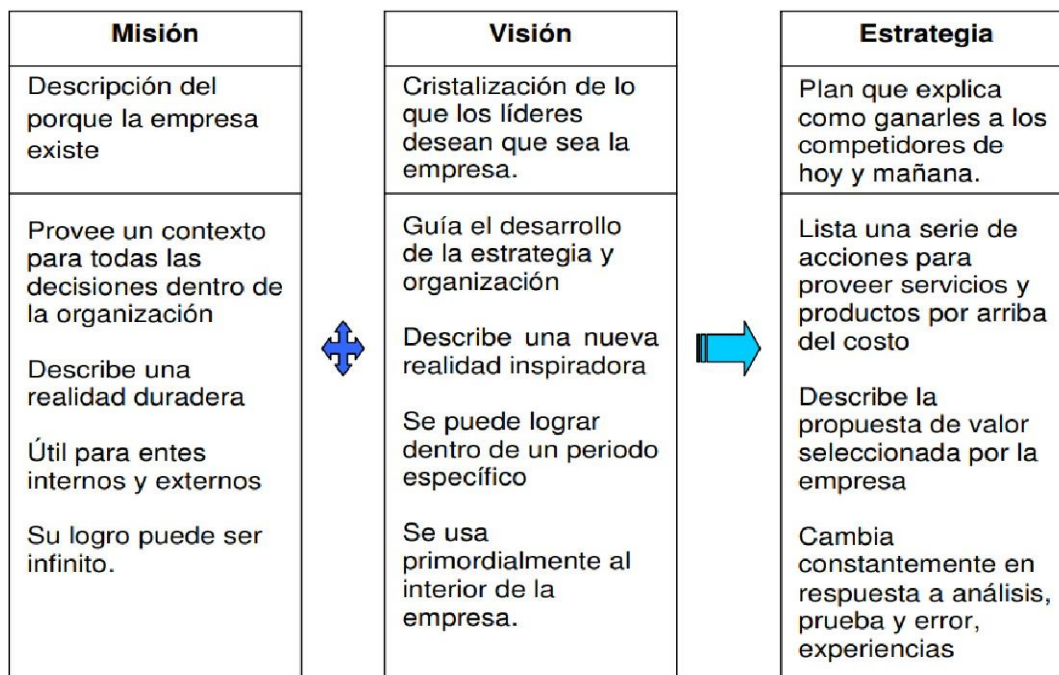 Misión
Descripción del
porque la empresa
existe
Provee un contexto
para todas las
decisiones dentro de
la organización
Describe una
realidad duradera
Útil para entes
internos y externos
Su logro puede ser
infinito.
Visión
Cristalización de lo
que los líderes
desean que sea la
empresa.
Guía el desarrollo
de la estrategia y
organización
Describe una nueva
realidad inspiradora
Se puede lograr
dentro de un periodo
específico
Se usa
primordialmente al
interior de la
empresa.
Estrategia
Plan que explica
como ganarles a los
competidores de
hoy y mañana.
Lista una serie de
acciones para
proveer servicios y
productos por arriba
del costo
Describe la
propuesta de valor
seleccionada por la
empresa
Cambia
constantemente en
respuesta a análisis,
prueba y error,
experiencias